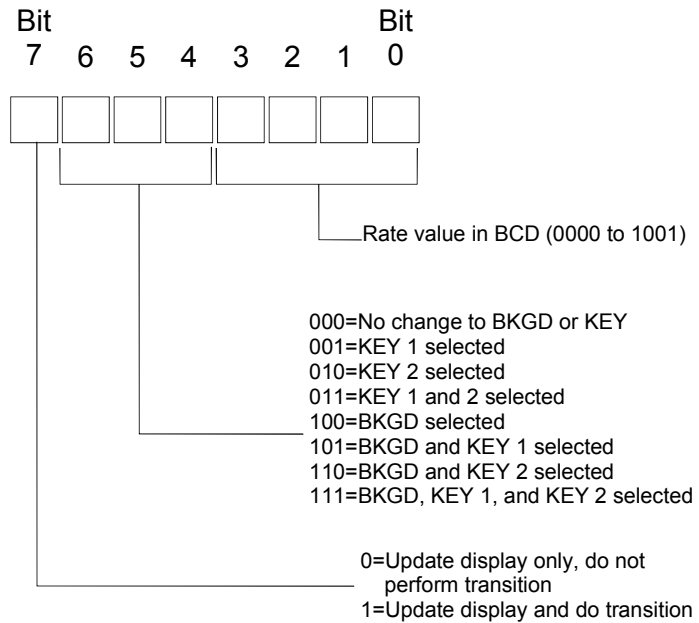 Bit Bit
7 6 5 4 3 2 1 0
Rate value in BCD (0000 to 1001)
000=No change to BKGD or KEY
001=KEY 1 selected
010=KEY 2 selected
011=KEY 1 and 2 selected
100=BKGD selected
101=BKGD and KEY 1 selected
110=BKGD and KEY 2 selected
111=BKGD, KEY 1, and KEY 2 selected
0=Update display only, do not
perform transition
1=Update display and do transition